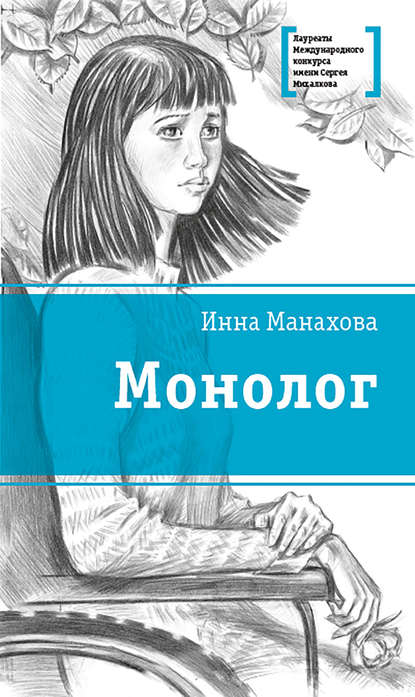 Лауреаты
Международного
конкурса
имени Сергея
Михалкова
Инна Манахова
Монолог